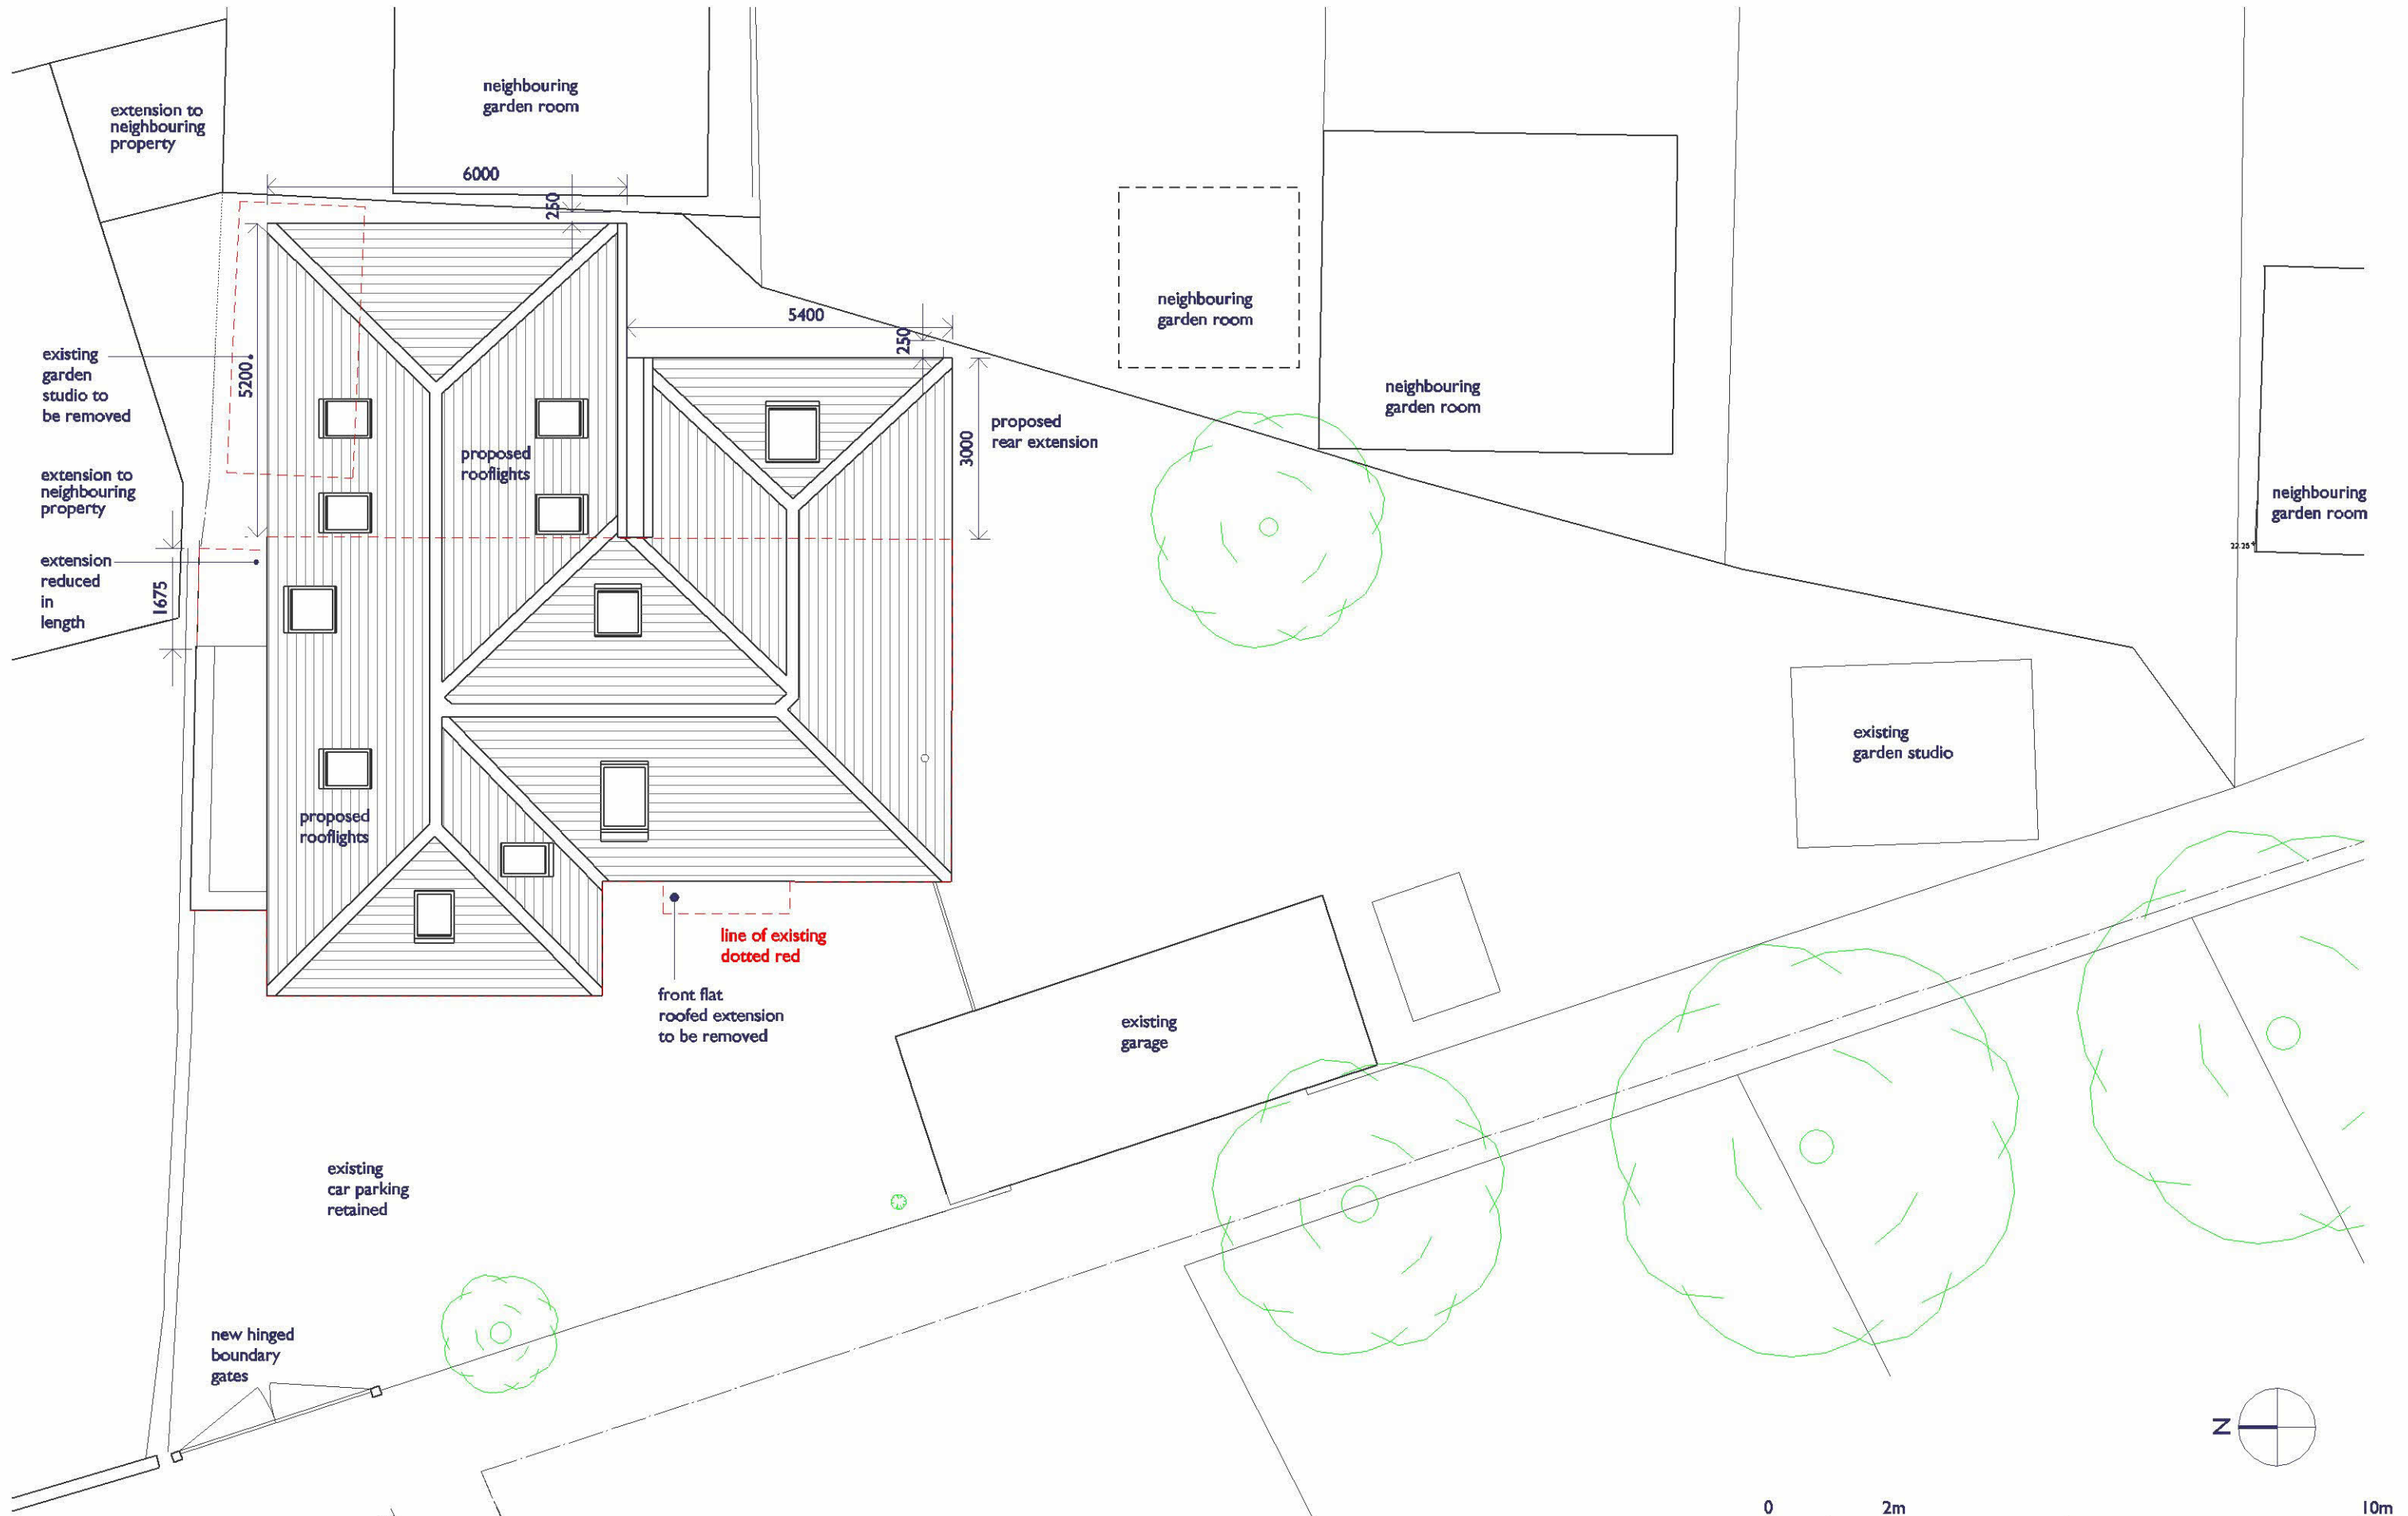 neighbouring
garden room
extension to
neighbouring
property
6000
250
neighbouring
garden room
5400
250
existing
garden
studio to
be removed
5200
neighbouring
garden room
proposed
rear extension
3000
proposed
rooflights
extension to
neighbouring
property
neighbouring
garden room
22.25
extension
reduced
in
length
1675
existing
garden studio
proposed
rooflights
line of existing
dotted red
front flat
roofed extension
to be removed
existing
garage
existing
car parking
retained
new hinged
boundary
gates
N
0 2m 10m